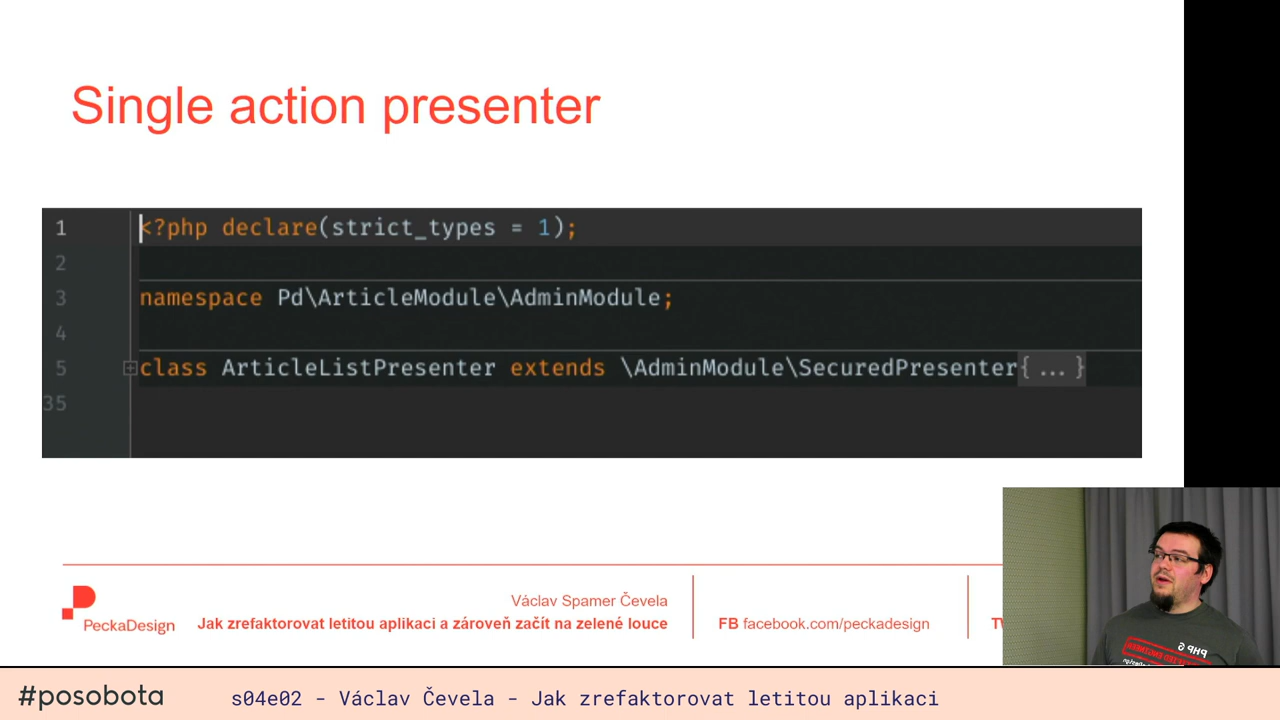 Single action presenter
1 <?php declare(strict_types = 1);
2
3 namespace Pd\ArticleModule\AdminModule;
4
5 class ArticleListPresenter extends \AdminModule\SecuredPresenter{...}
35
PeckaDesign
Václav Spamer Čevela
Jak zrefaktorovat letitou aplikaci a zároveň začít na zelené louce
FB facebook.com/peckadesign
PHP 5
#posobota
s04e02 - Václav Čevela - Jak zrefaktorovat letitou aplikaci